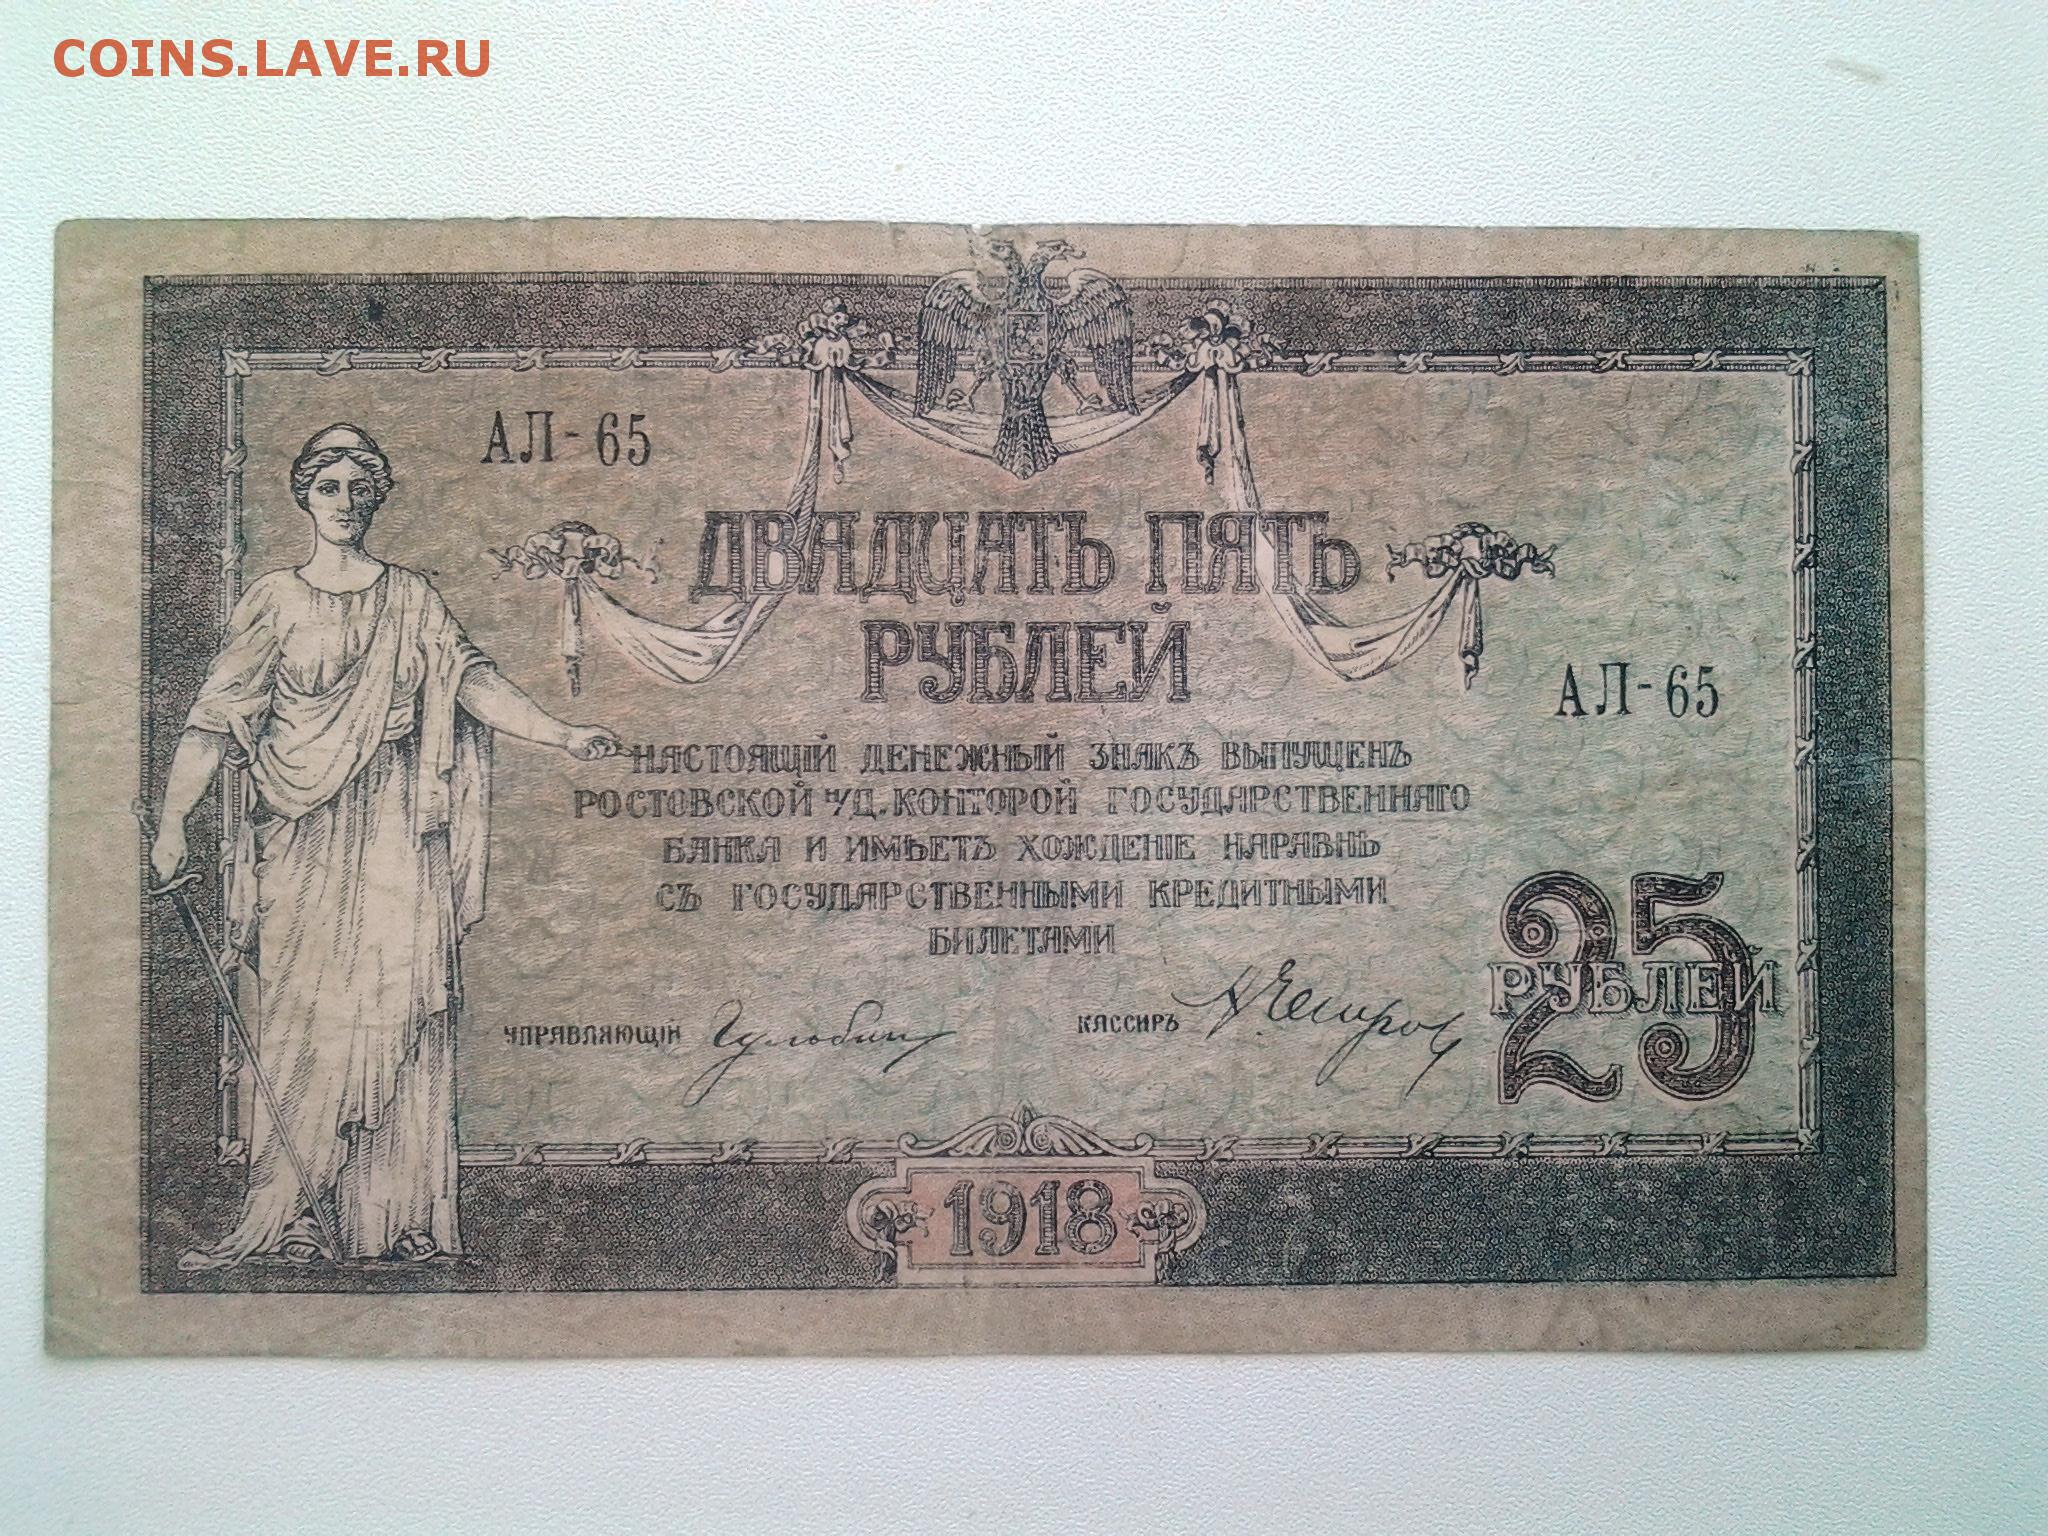 COINS.LAVE.RU
АЛ-65
ДВАДЦАТЬ ПЯТЬ
РУБЛЕЙ
АЛ-65
НАСТОЯЩІЙ ДЕНЕЖНЫЙ ЗНАКЪ ВЫПУЩЕНЪ
РОСТОВСКОЙ Н/Д. КОНТОРОЙ ГОСУДАРСТВЕННАГО
БАНКА И ИМѢЕТЪ ХОЖДЕНІЕ НАРАВНѢ
СЪ ГОСУДАРСТВЕННЫМИ КРЕДИТНЫМИ
БИЛЕТАМИ
25
РУБЛЕЙ
УПРАВЛЯЮЩІЙ
КАССИРЪ
1918